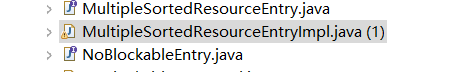 MultipleSortedResourceEntry.java
MultipleSortedResourceEntryImpl.java (1)
NoBlockableEntry.java